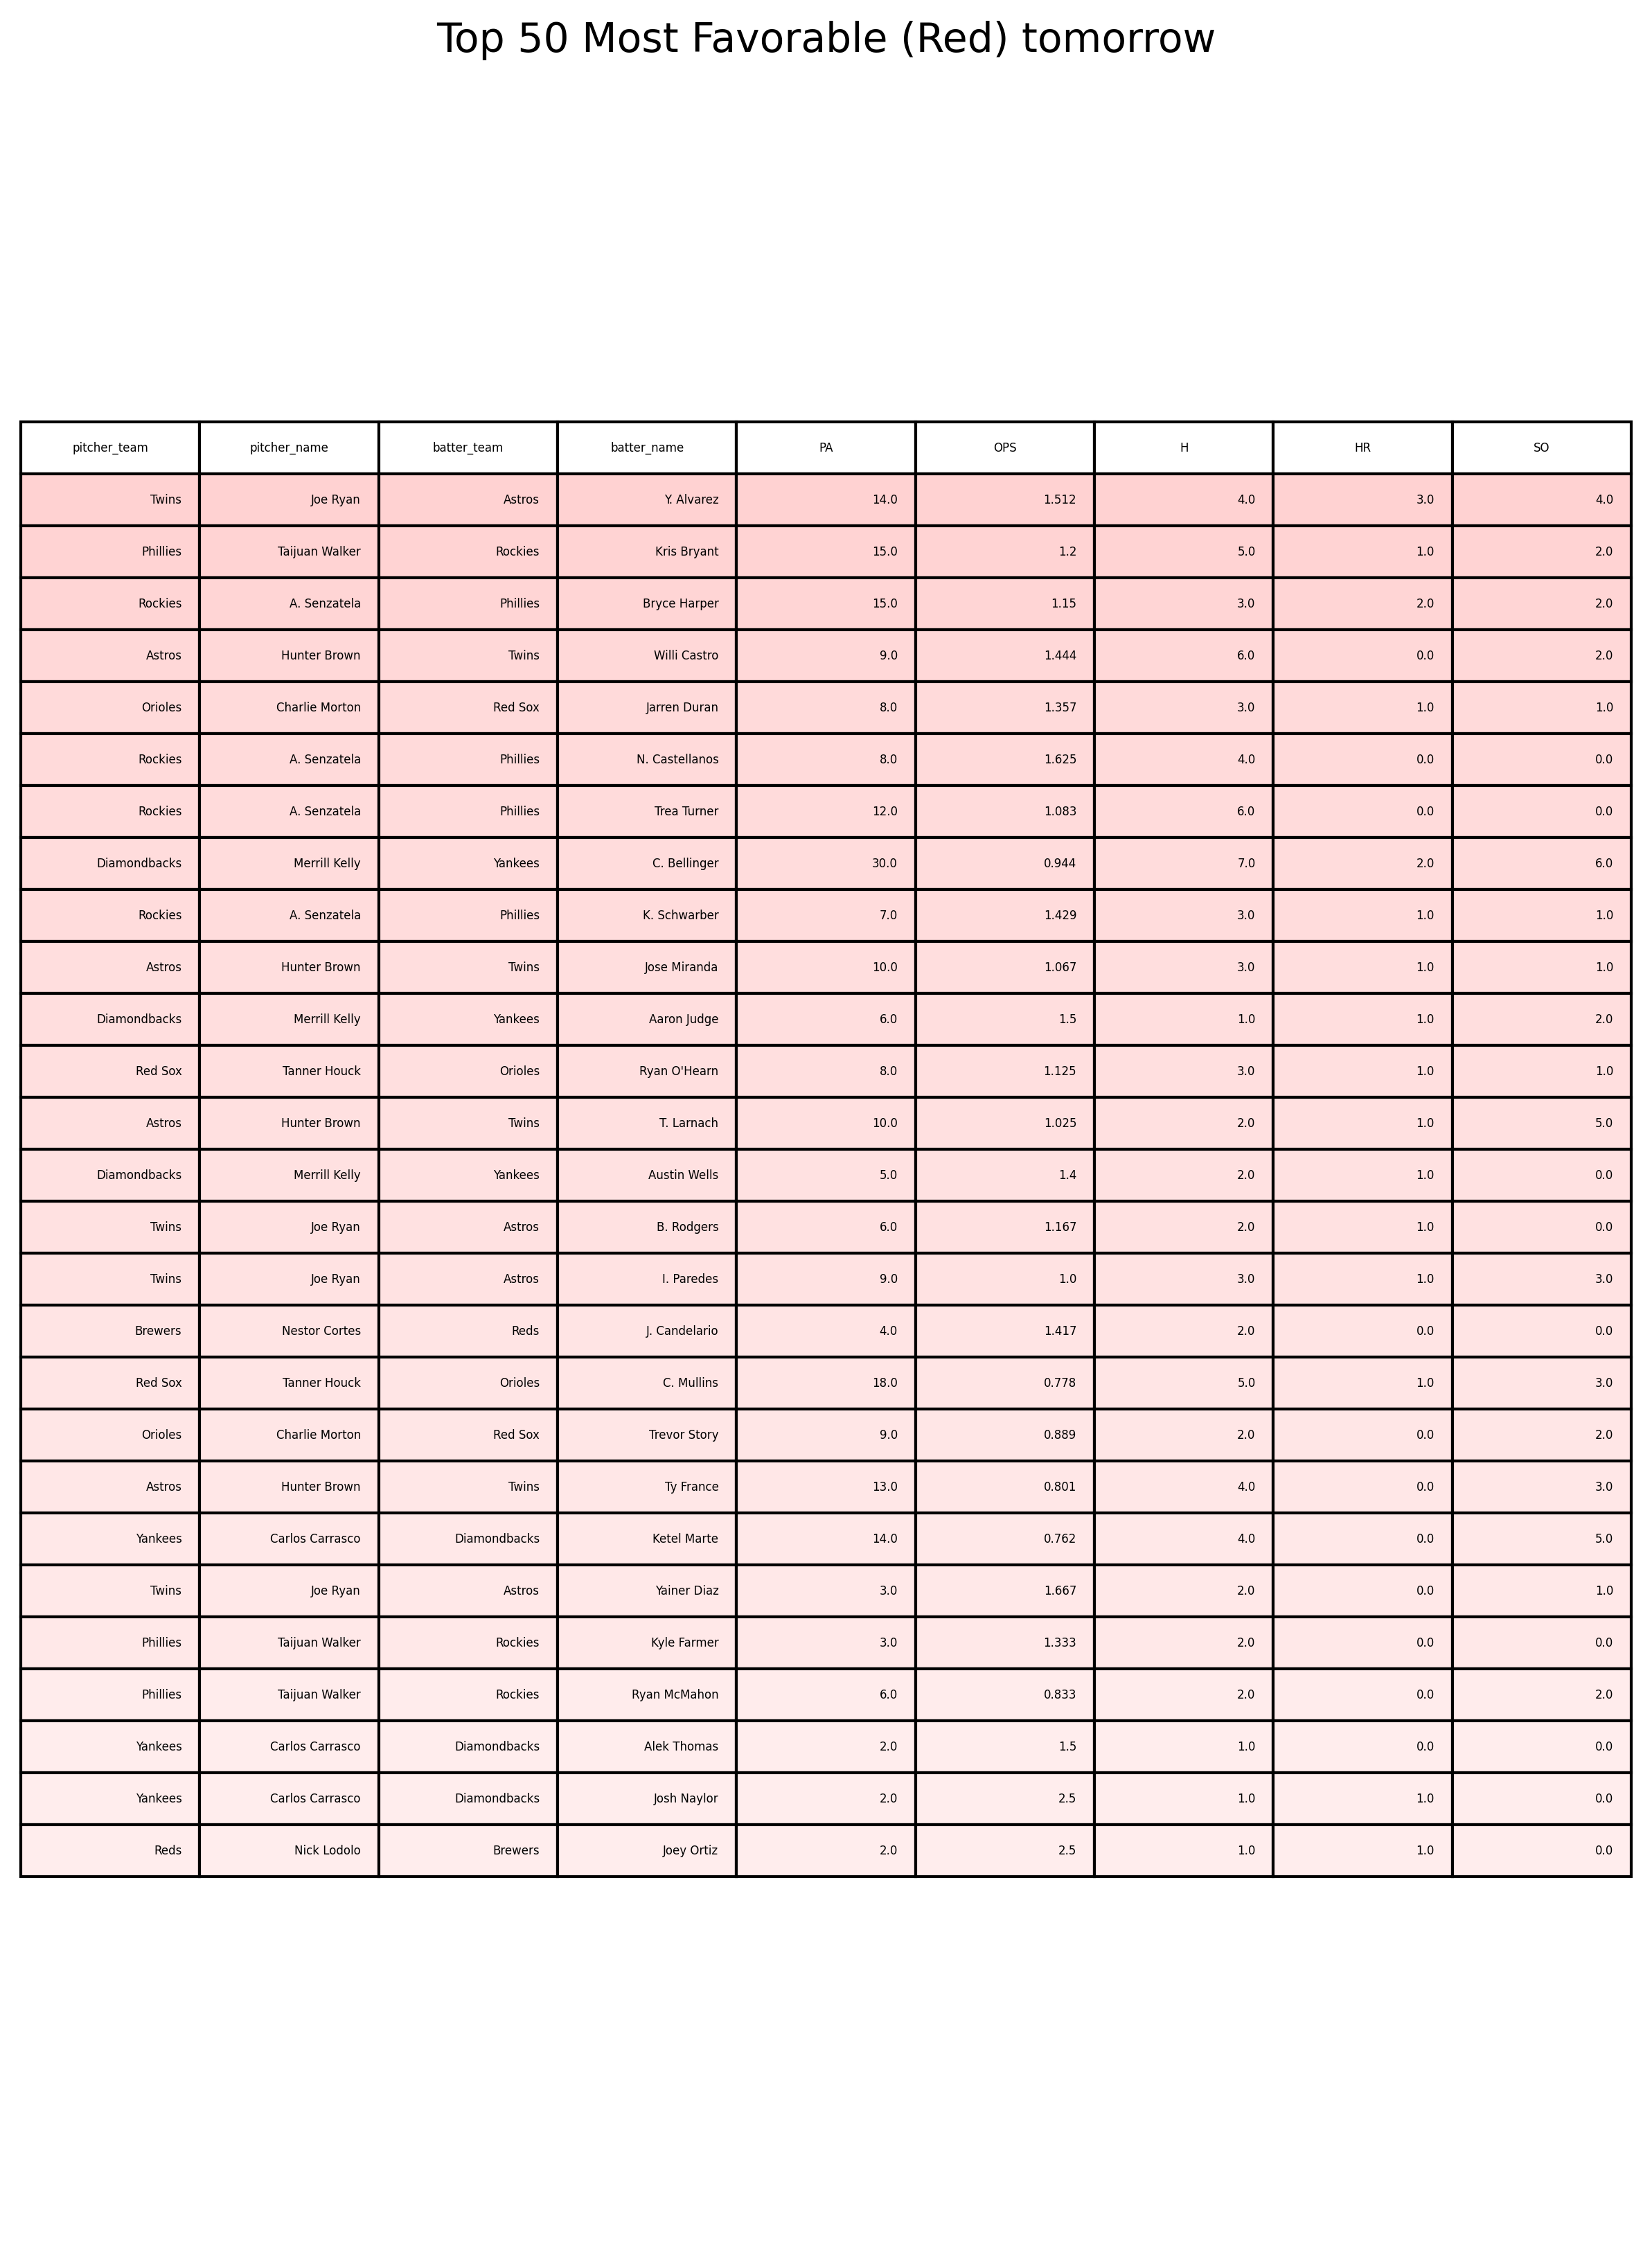 Top 50 Most Favorable (Red) tomorrow
pitcher_team pitcher_name batter_team batter_name PA OPS H HR SO
Twins Joe Ryan Astros Y. Alvarez 14.0 1.512 4.0 3.0 4.0
Phillies Taijuan Walker Rockies Kris Bryant 15.0 1.2 5.0 1.0 2.0
Rockies A. Senzatela Phillies Bryce Harper 15.0 1.15 3.0 2.0 2.0
Astros Hunter Brown Twins Willi Castro 9.0 1.444 6.0 0.0 2.0
Orioles Charlie Morton Red Sox Jarren Duran 8.0 1.357 3.0 1.0 1.0
Rockies A. Senzatela Phillies N. Castellanos 8.0 1.625 4.0 0.0 0.0
Rockies A. Senzatela Phillies Trea Turner 12.0 1.083 6.0 0.0 0.0
Diamondbacks Merrill Kelly Yankees C. Bellinger 30.0 0.944 7.0 2.0 6.0
Rockies A. Senzatela Phillies K. Schwarber 7.0 1.429 3.0 1.0 1.0
Astros Hunter Brown Twins Jose Miranda 10.0 1.067 3.0 1.0 1.0
Diamondbacks Merrill Kelly Yankees Aaron Judge 6.0 1.5 1.0 1.0 2.0
Red Sox Tanner Houck Orioles Ryan O'Hearn 8.0 1.125 3.0 1.0 1.0
Astros Hunter Brown Twins T. Larnach 10.0 1.025 2.0 1.0 5.0
Diamondbacks Merrill Kelly Yankees Austin Wells 5.0 1.4 2.0 1.0 0.0
Twins Joe Ryan Astros B. Rodgers 6.0 1.167 2.0 1.0 0.0
Twins Joe Ryan Astros I. Paredes 9.0 1.0 3.0 1.0 3.0
Brewers Nestor Cortes Reds J. Candelario 4.0 1.417 2.0 0.0 0.0
Red Sox Tanner Houck Orioles C. Mullins 18.0 0.778 5.0 1.0 3.0
Orioles Charlie Morton Red Sox Trevor Story 9.0 0.889 2.0 0.0 2.0
Astros Hunter Brown Twins Ty France 13.0 0.801 4.0 0.0 3.0
Yankees Carlos Carrasco Diamondbacks Ketel Marte 14.0 0.762 4.0 0.0 5.0
Twins Joe Ryan Astros Yainer Diaz 3.0 1.667 2.0 0.0 1.0
Phillies Taijuan Walker Rockies Kyle Farmer 3.0 1.333 2.0 0.0 0.0
Phillies Taijuan Walker Rockies Ryan McMahon 6.0 0.833 2.0 0.0 2.0
Yankees Carlos Carrasco Diamondbacks Alek Thomas 2.0 1.5 1.0 0.0 0.0
Yankees Carlos Carrasco Diamondbacks Josh Naylor 2.0 2.5 1.0 1.0 0.0
Reds Nick Lodolo Brewers Joey Ortiz 2.0 2.5 1.0 1.0 0.0